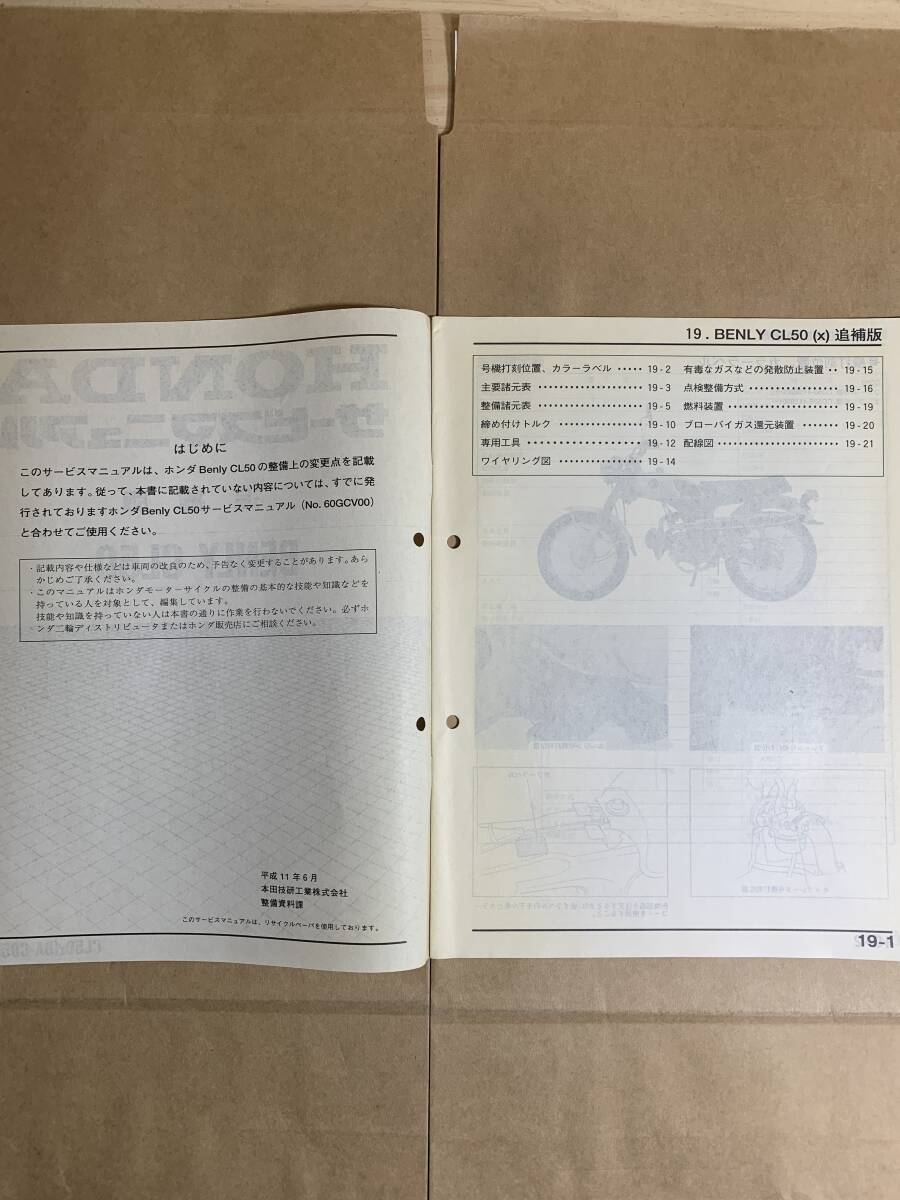 はじめに
このサービスマニュアルは、ホンダ Benly CL50 の整備上の変更点を記載
してあります。従って、本書に記載されていない内容については、すでに発
行されておりますホンダBenly CL50サービスマニュアル（No. 60GCV00）
と合わせてご使用ください。
・記載内容や仕様などは車両の改良のため、予告なく変更することがあります。あら
かじめご了承ください。
・このマニュアルはホンダモーターサイクルの整備の基本的な技能や知識などを
持っている人を対象として、編集しています。
技能や知識を持っていない人は本書の通りに作業を行わないでください。必ずホ
ンダ二輪ディストリビュータまたはホンダ販売店にご相談ください。
平成 11 年 6 月
本田技研工業株式会社
整備資料課
このサービスマニュアルは、リサイクルペーパを使用しております。
19 . BENLY CL50 (x) 追補版
号機打刻位置、カラーラベル ····· 19 - 2
主要諸元表 ················ 19 - 3
整備諸元表 ················ 19 - 5
締め付けトルク ············· 19 - 10
専用工具 ················· 19 - 12
ワイヤリング図 ·············· 19 - 14
有毒なガスなどの発散防止装置 ·· 19 - 15
点検整備方式 ·············· 19 - 16
燃料装置 ··················· 19 - 19
ブローバイガス還元装置 ······· 19 - 20
配線図 ···················· 19 - 21
19-1